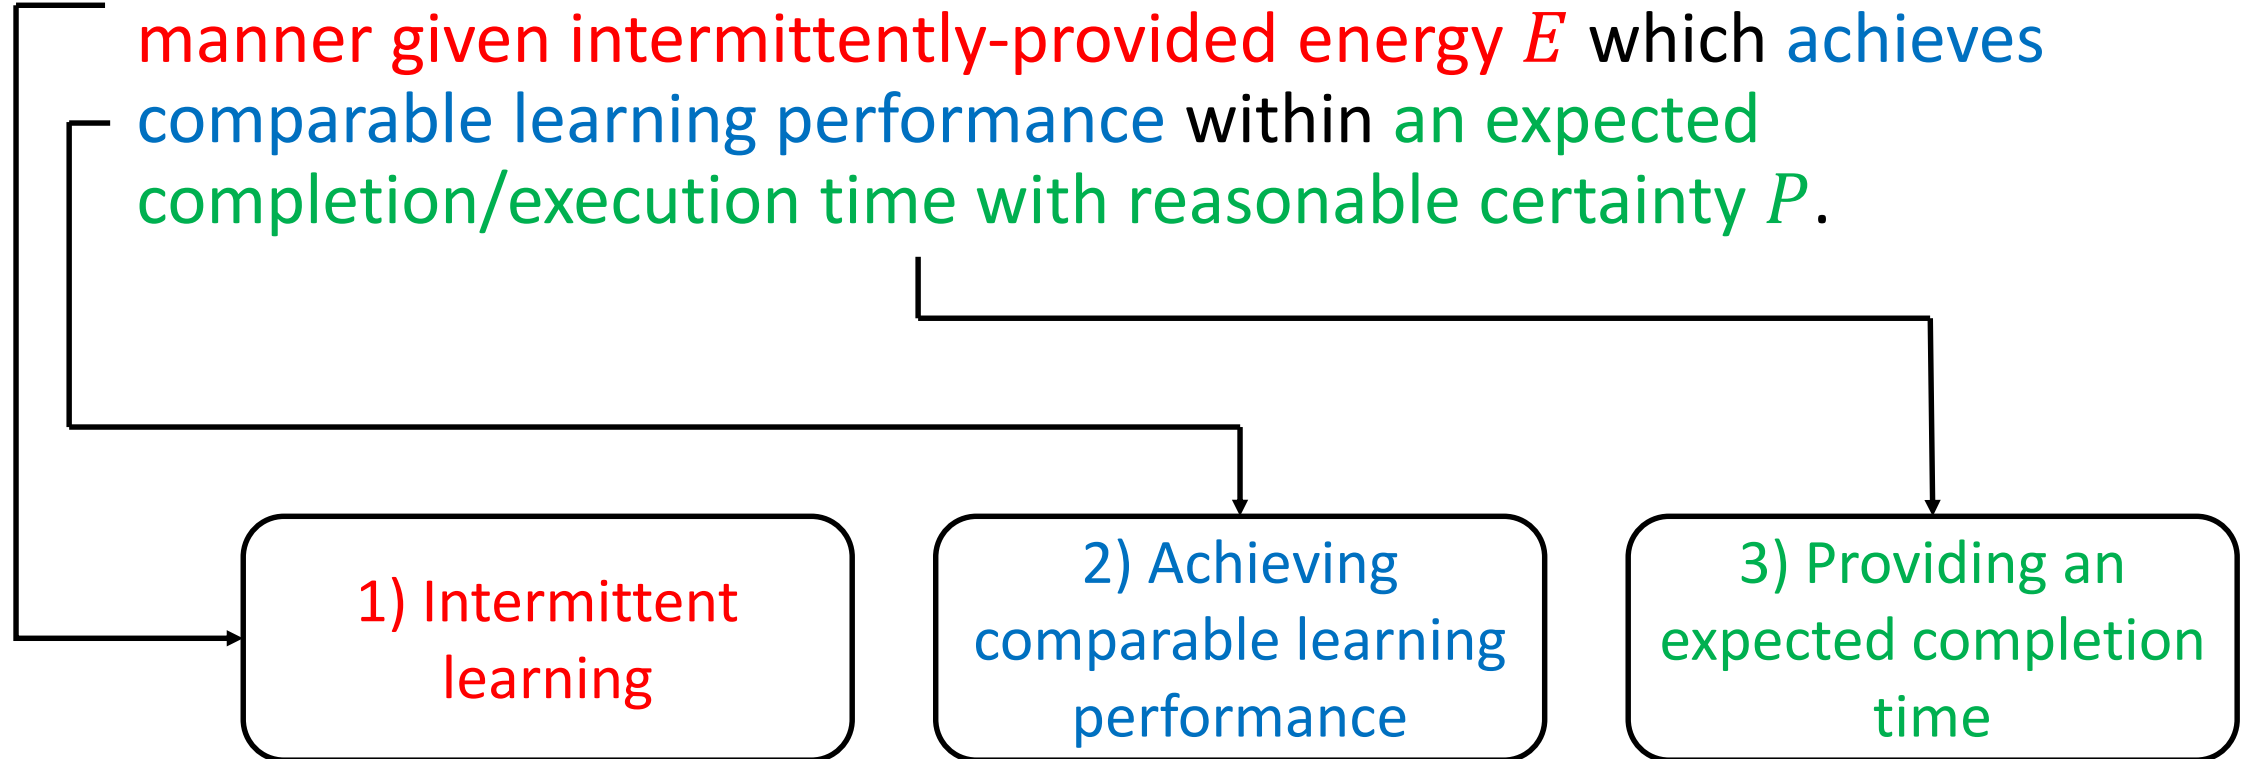 manner given intermittently-provided energy E which achieves
comparable learning performance within an expected
completion/execution time with reasonable certainty P.
1) Intermittent
learning
2) Achieving
comparable learning
performance
3) Providing an
expected completion
time